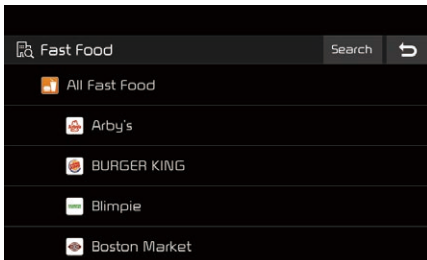 Fast Food
Search
All Fast Food
Arby's
BURGER KING
Blimpie
Boston Market